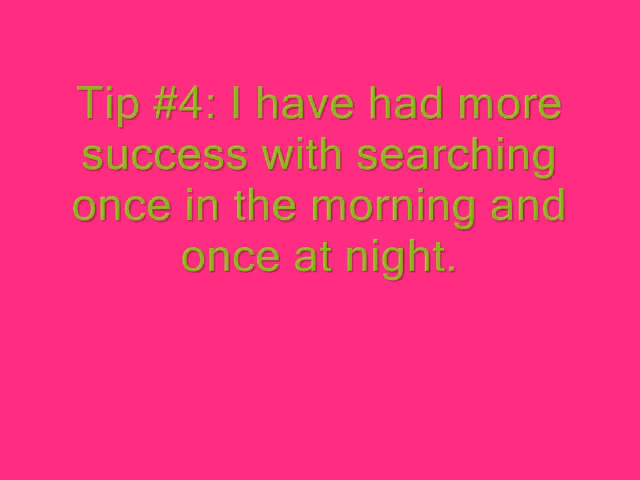 Tip #4: I have had more
success with searching
once in the morning and
once at night.